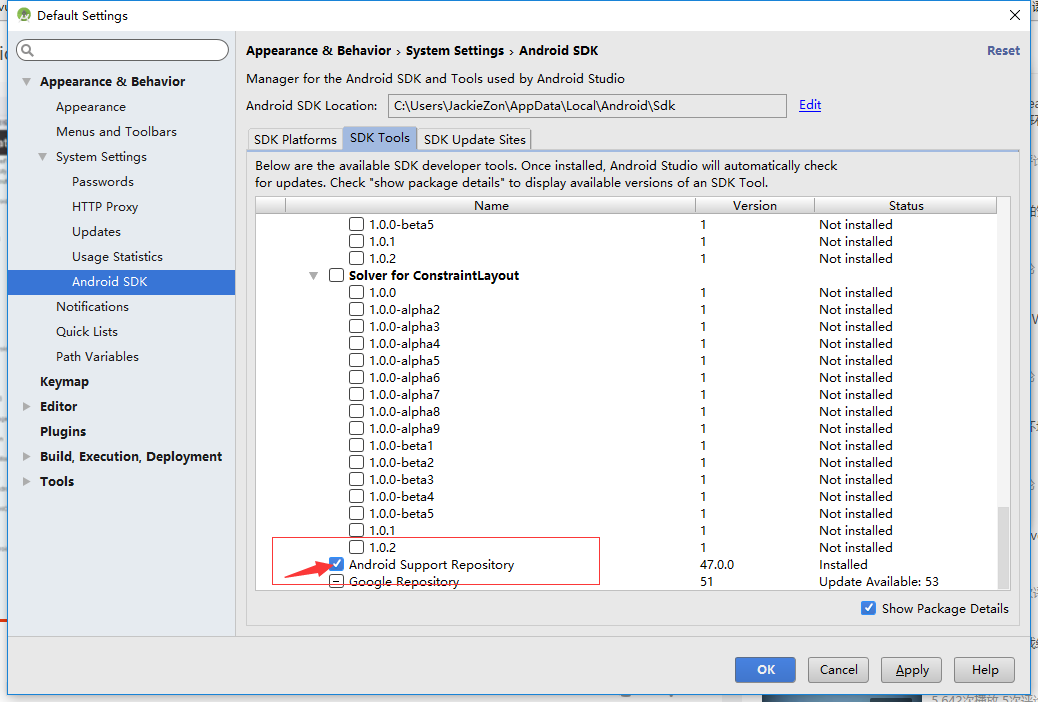 Default Settings
Appearance & Behavior
Appearance
Menus and Toolbars
System Settings
Passwords
HTTP Proxy
Updates
Usage Statistics
Android SDK
Notifications
Quick Lists
Path Variables
Keymap
Editor
Plugins
Build, Execution, Deployment
Tools
Appearance & Behavior › System Settings › Android SDK
Reset
Manager for the Android SDK and Tools used by Android Studio
Android SDK Location: C:\Users\JackieZon\AppData\Local\Android\Sdk Edit
SDK Platforms SDK Tools SDK Update Sites
Below are the available SDK developer tools. Once installed, Android Studio will automatically check
for updates. Check "show package details" to display available versions of an SDK Tool.
Name Version Status
1.0.0-beta5 1 Not installed
1.0.1 1 Not installed
1.0.2 1 Not installed
Solver for ConstraintLayout
1.0.0 1 Not installed
1.0.0-alpha2 1 Not installed
1.0.0-alpha3 1 Not installed
1.0.0-alpha4 1 Not installed
1.0.0-alpha5 1 Not installed
1.0.0-alpha6 1 Not installed
1.0.0-alpha7 1 Not installed
1.0.0-alpha8 1 Not installed
1.0.0-alpha9 1 Not installed
1.0.0-beta1 1 Not installed
1.0.0-beta2 1 Not installed
1.0.0-beta3 1 Not installed
1.0.0-beta4 1 Not installed
1.0.0-beta5 1 Not installed
1.0.1 1 Not installed
1.0.2 1 Not installed
Android Support Repository 47.0.0 Installed
Google Repository 51 Update Available: 53
Show Package Details
OK Cancel Apply Help